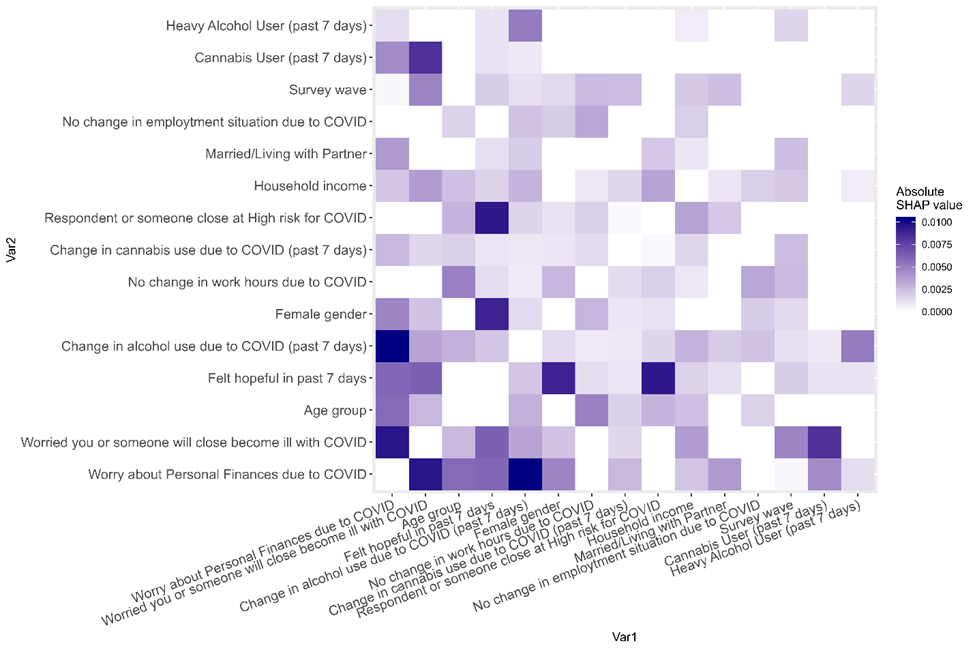 Heavy Alcohol User (past 7 days)
Cannabis User (past 7 days)
Survey wave
No change in employtment situation due to COVID
Married/Living with Partner
Household income
Respondent or someone close at High risk for COVID
Change in cannabis use due to COVID (past 7 days)
No change in work hours due to COVID
Female gender
Change in alcohol use due to COVID (past 7 days)
Felt hopeful in past 7 days
Age group
Worried you or someone will close become ill with COVID
Worry about Personal Finances due to COVID
Var2
Absolute
SHAP value
0.0100
0.0075
0.0050
0.0025
0.0000
Worry about Personal Finances due to COVID
Worried you or someone will close become ill with COVID
Age group
Felt hopeful in past 7 days
Change in alcohol use due to COVID (past 7 days)
Female gender
No change in work hours due to COVID
Change in cannabis use due to COVID (past 7 days)
Respondent or someone close at High risk for COVID
Household income
Married/Living with Partner
No change in employtment situation due to COVID
Survey wave
Cannabis User (past 7 days)
Heavy Alcohol User (past 7 days)
Var1